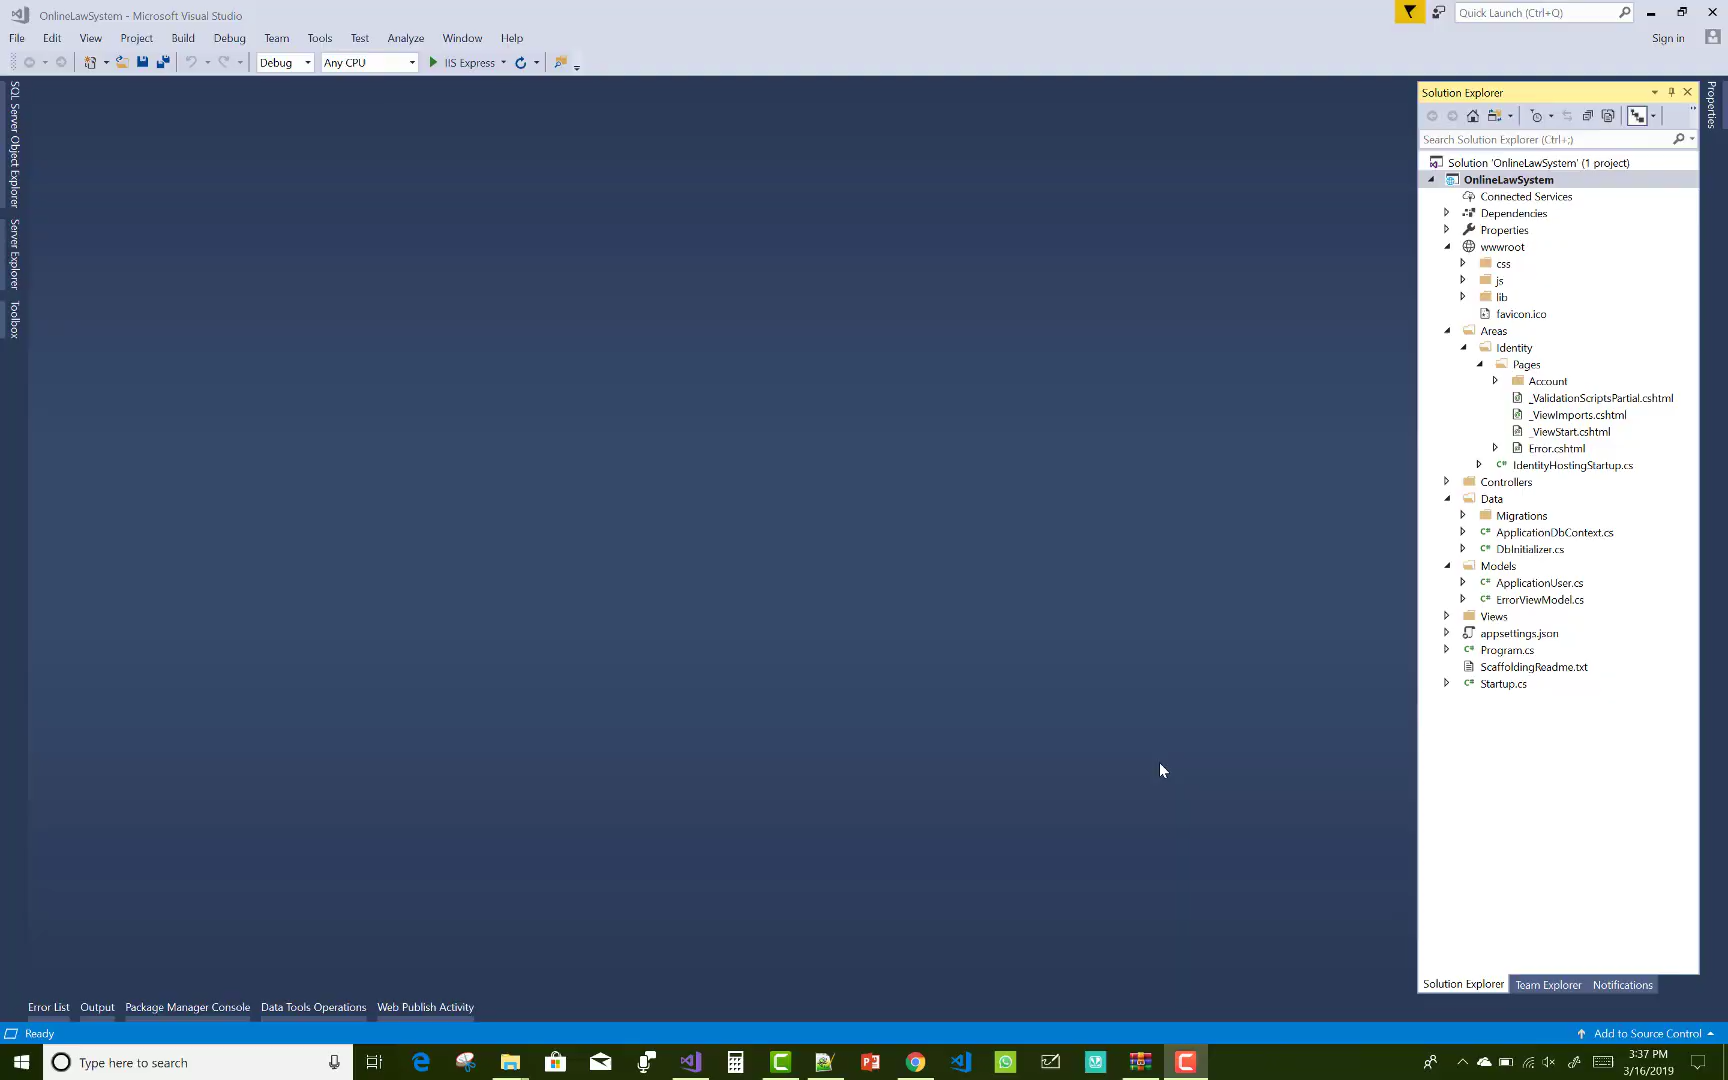 OnlineLawSystem - Microsoft Visual Studio
Quick Launch (Ctrl+Q)
File Edit View Project Build Debug Team Tools Test Analyze Window Help
Sign in
Debug Any CPU IIS Express
SQL Server Object Explorer
Server Explorer
Toolbox
Solution Explorer
Properties
Search Solution Explorer (Ctrl+;)
Solution 'OnlineLawSystem' (1 project)
OnlineLawSystem
Connected Services
Dependencies
Properties
wwwroot
css
js
lib
favicon.ico
Areas
Identity
Pages
Account
_ValidationScriptsPartial.cshtml
_ViewImports.cshtml
_ViewStart.cshtml
Error.cshtml
IdentityHostingStartup.cs
Controllers
Data
Migrations
ApplicationDbContext.cs
DbInitializer.cs
Models
ApplicationUser.cs
ErrorViewModel.cs
Views
appsettings.json
Program.cs
ScaffoldingReadme.txt
Startup.cs
Solution Explorer Team Explorer Notifications
Error List Output Package Manager Console Data Tools Operations Web Publish Activity
Ready
Add to Source Control
Type here to search
3:37 PM
3/16/2019